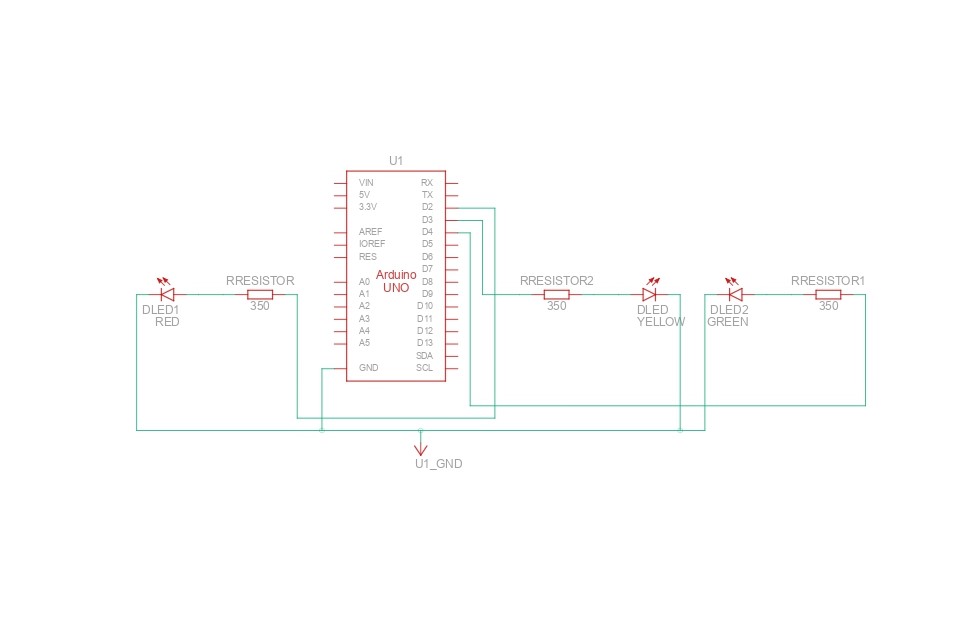 U1
VIN RX
5V TX
3.3V D2
D3
AREF D4
IOREF D5
RES D6
D7
Arduino
UNO
A0 D8
A1 D9
A2 D10
A3 D11
A4 D12
A5 D13
SDA
GND SCL
RRESISTOR
350
DLED1
RED
RRESISTOR2
350
DLED
YELLOW
DLED2
GREEN
RRESISTOR1
350
U1_GND